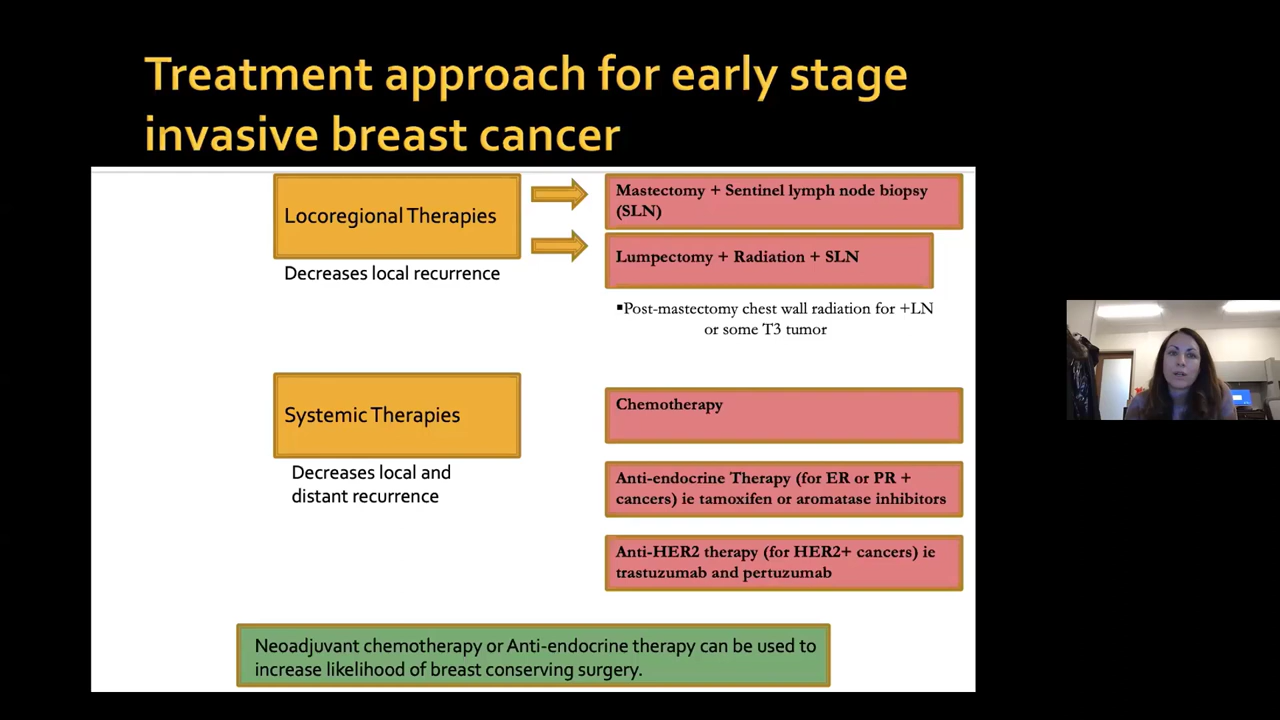 Treatment approach for early stage
invasive breast cancer
Locoregional Therapies
Decreases local recurrence
Mastectomy + Sentinel lymph node biopsy
(SLN)
Lumpectomy + Radiation + SLN
▪Post-mastectomy chest wall radiation for +LN
or some T3 tumor
Systemic Therapies
Decreases local and
distant recurrence
Chemotherapy
Anti-endocrine Therapy (for ER or PR +
cancers) ie tamoxifen or aromatase inhibitors
Anti-HER2 therapy (for HER2+ cancers) ie
trastuzumab and pertuzumab
Neoadjuvant chemotherapy or Anti-endocrine therapy can be used to
increase likelihood of breast conserving surgery.